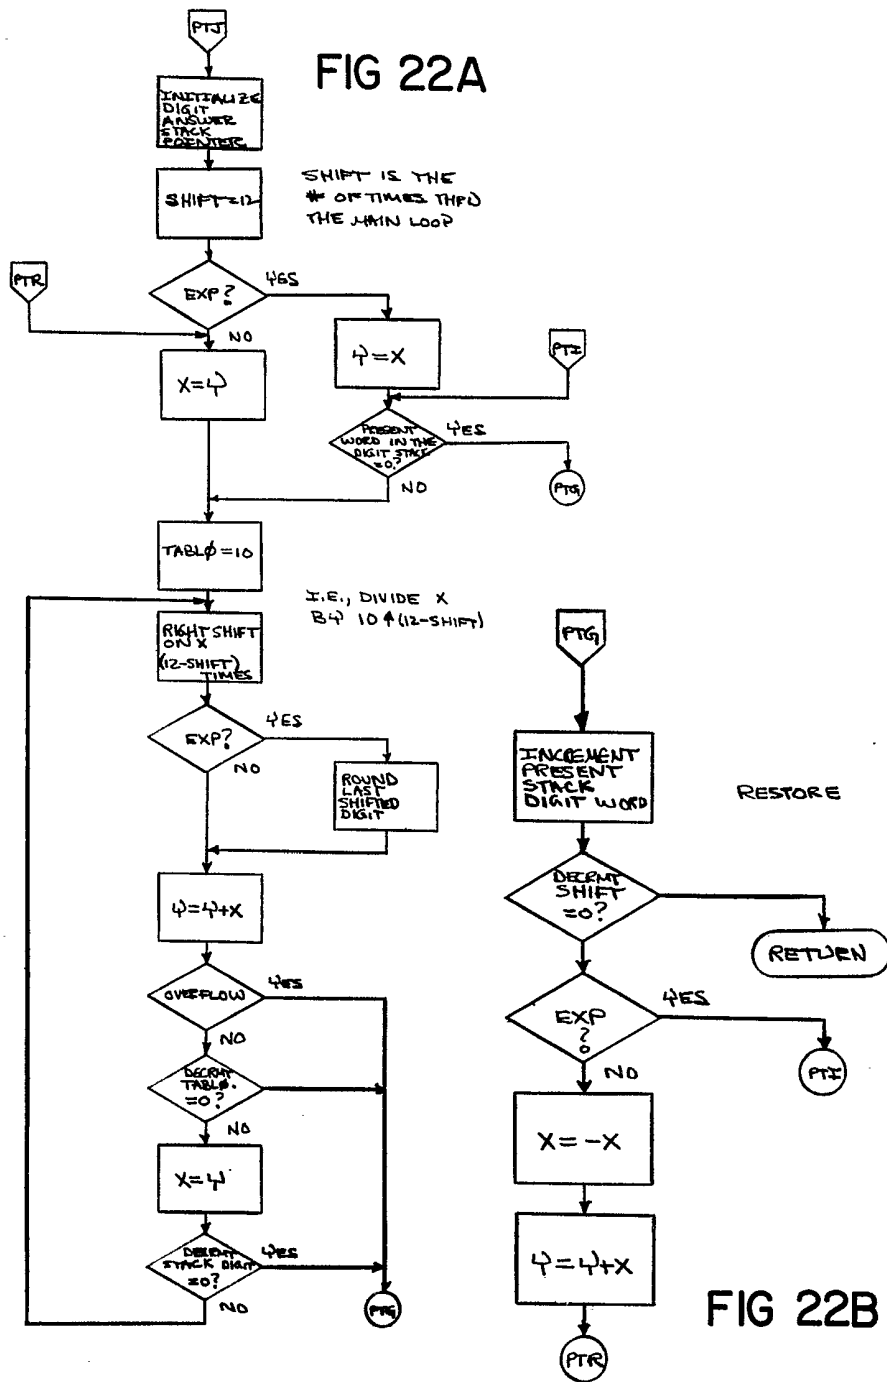 PTJ
FIG 22A
INITIALIZE
DIGIT
ANSWER
STACK
POINTER
SHIFT=12
SHIFT IS THE
# OF TIMES THRU
THE MAIN LOOP
PTR
EXP?
YES
NO
X=Y
Y=X
PTI
PRESENT
WORD IN THE
DIGIT STACK
=0?
YES
PTG
NO
TABLØ=10
I.E., DIVIDE X
BY 10↑(12-SHIFT)
RIGHT SHIFT
ON X
(12-SHIFT)
TIMES
EXP?
YES
NO
ROUND
LAST
SHIFTED
DIGIT
Y=Y+X
OVERFLOW
YES
NO
DECRMT
TABLØ.
=0?
NO
X=Y
DECRMT
STACK DIGIT
=0?
YES
NO
PTG
PTG
INCREMENT
PRESENT
STACK
DIGIT WORD
RESTORE
DECRMT
SHIFT
=0?
RETURN
EXP
?
YES
PTI
NO
X=-X
Y=Y+X
PTR
FIG 22B